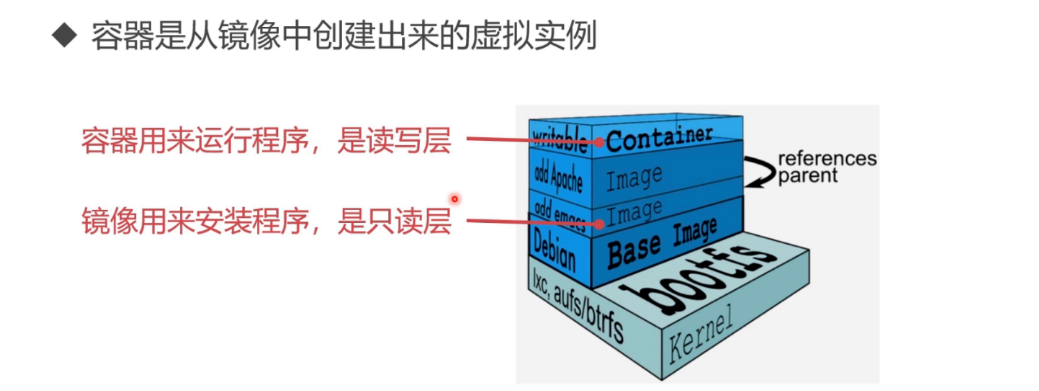 ◆ 容器是从镜像中创建出来的虚拟实例
容器用来运行程序，是读写层
镜像用来安装程序，是只读层
writable
Container
add Apache
Image
references
parent
add emacs
Image
Debian
Base Image
lxc, aufs/btrfs
bootfs
Kernel